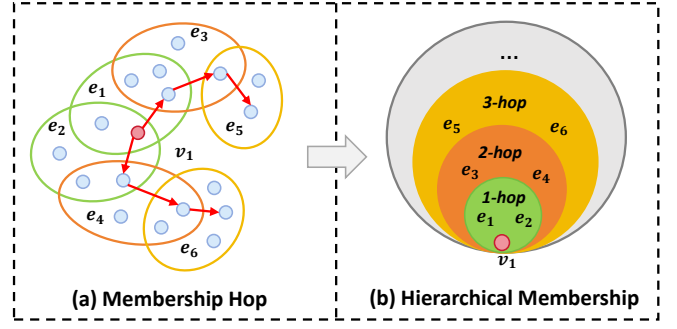 e3
e1
e2
e5
v1
e4
e6
(a) Membership Hop
...
3-hop
e5 e6
2-hop
e3 e4
1-hop
e1 e2
v1
(b) Hierarchical Membership